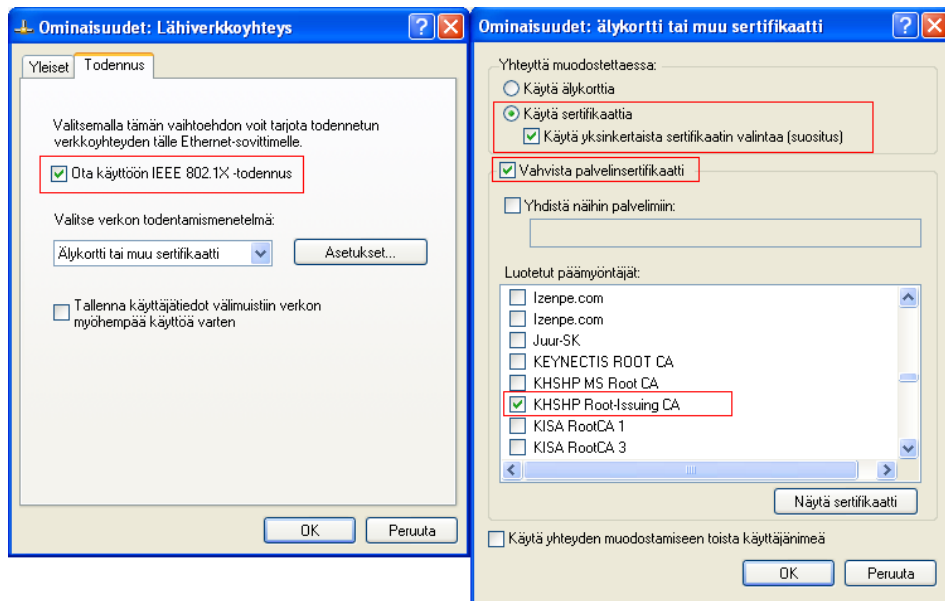 Ominaisuudet: Lähiverkkoyhteys
Yleiset
Todennus
Valitsemalla tämän vaihtoehdon voit tarjota todennetun
verkkoyhteyden tälle Ethernet-sovittimelle.
Ota käyttöön IEEE 802.1X -todennus
Valitse verkon todentamismenetelmä:
Älykortti tai muu sertifikaatti
Asetukset...
Tallenna käyttäjätiedot välimuistiin verkon
myöhempää käyttöä varten
OK
Peruuta
Ominaisuudet: älykortti tai muu sertifikaatti
Yhteyttä muodostettaessa:
Käytä älykorttia
Käytä sertifikaattia
Käytä yksinkertaista sertifikaatin valintaa (suositus)
Vahvista palvelinsertifikaatti
Yhdistä näihin palvelimiin:
Luotetut päämyöntäjät:
Izenpe.com
Izenpe.com
Juur-SK
KEYNECTIS ROOT CA
KHSHP MS Root CA
KHSHP Root-Issuing CA
KISA RootCA 1
KISA RootCA 3
Näytä sertifikaatti
Käytä yhteyden muodostamiseen toista käyttäjänimeä
OK
Peruuta